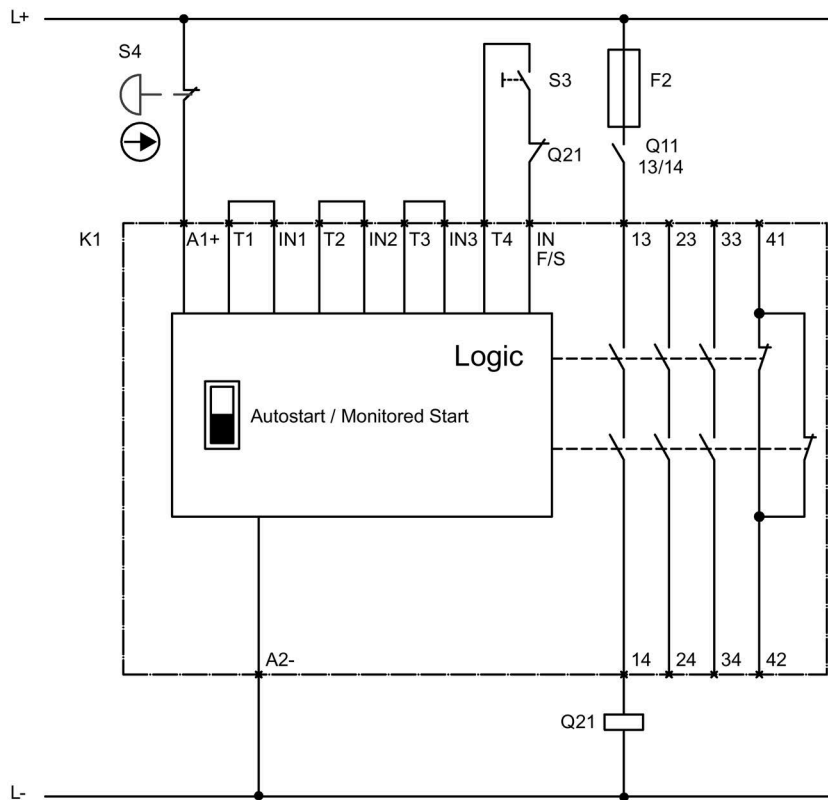 L+
S4
S3
F2
Q21
Q11
13/14
K1
A1+ T1 IN1 T2 IN2 T3 IN3 T4 IN
F/S
13 23 33 41
Logic
Autostart / Monitored Start
A2-
14 24 34 42
Q21
L-